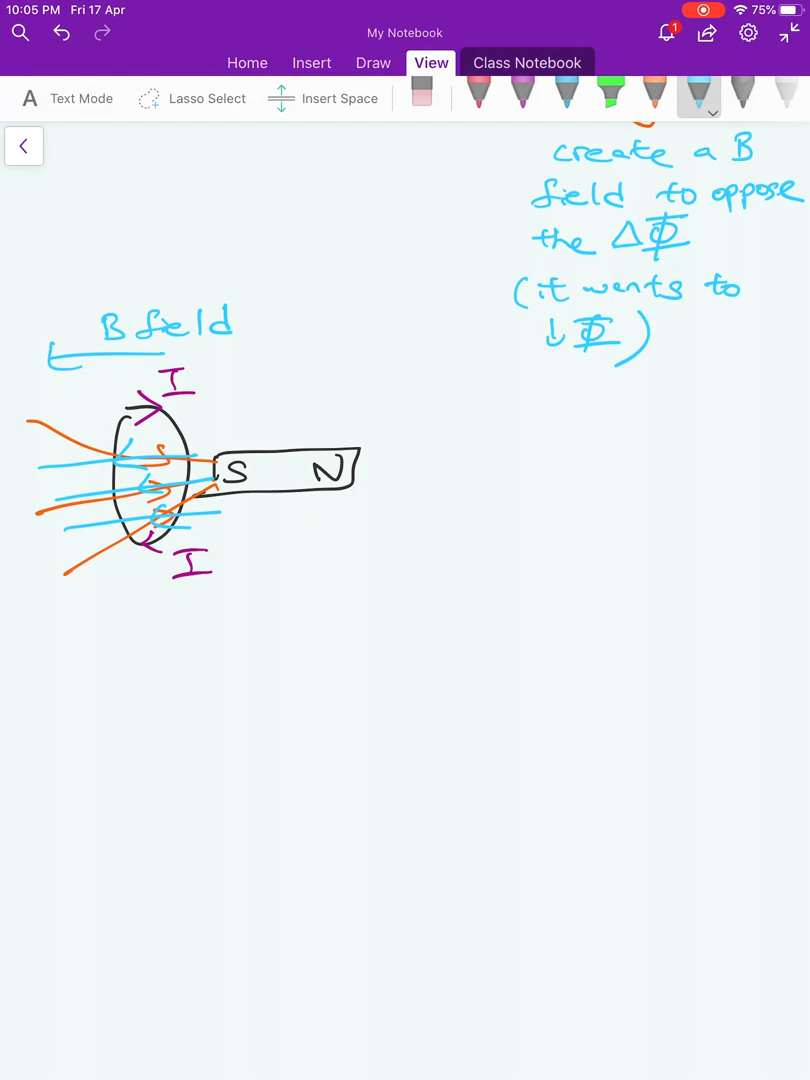 10:05 PM Fri 17 Apr
75%
My Notebook
1
Home Insert Draw View Class Notebook
A Text Mode Lasso Select Insert Space
create a B
field to oppose
the ΔΦ
(it wants to
↓Φ)
B field
I
S N
I